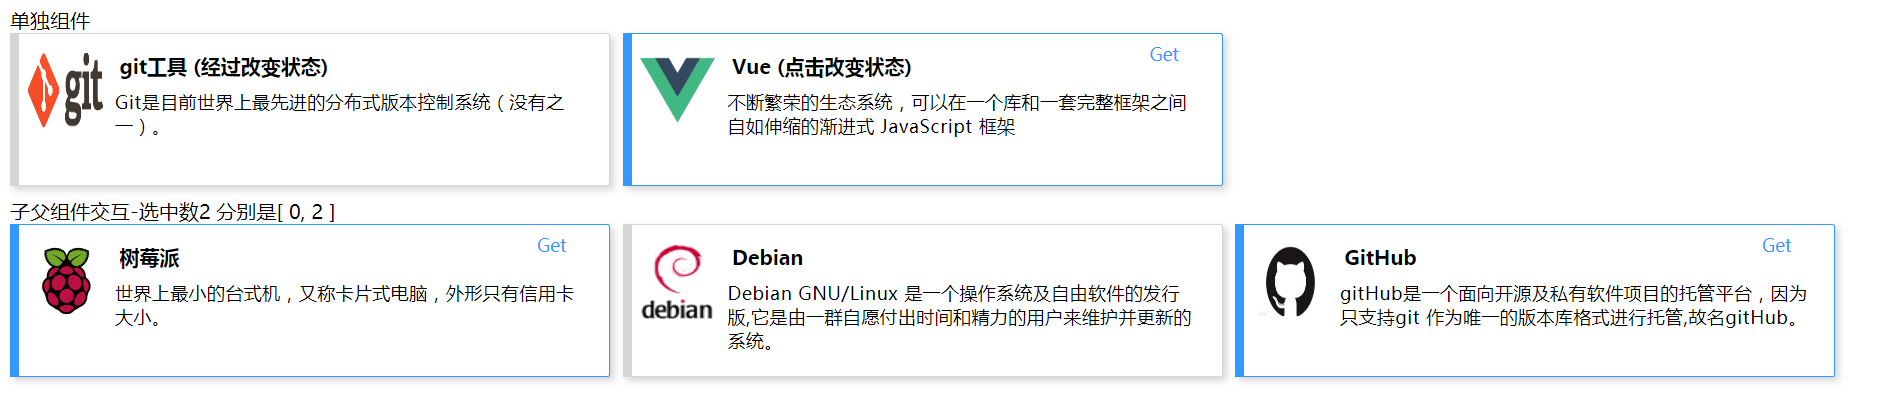 单独组件
git
git工具 (经过改变状态)
Git是目前世界上最先进的分布式版本控制系统（没有之
一）。
Get
Vue (点击改变状态)
不断繁荣的生态系统，可以在一个库和一套完整框架之间
自如伸缩的渐进式 JavaScript 框架
子父组件交互-选中数2 分别是[ 0, 2 ]
Get
树莓派
世界上最小的台式机，又称卡片式电脑，外形只有信用卡
大小。
debian
Debian
Debian GNU/Linux 是一个操作系统及自由软件的发行
版,它是由一群自愿付出时间和精力的用户来维护并更新的
系统。
Get
GitHub
gitHub是一个面向开源及私有软件项目的托管平台，因为
只支持git 作为唯一的版本库格式进行托管,故名gitHub。